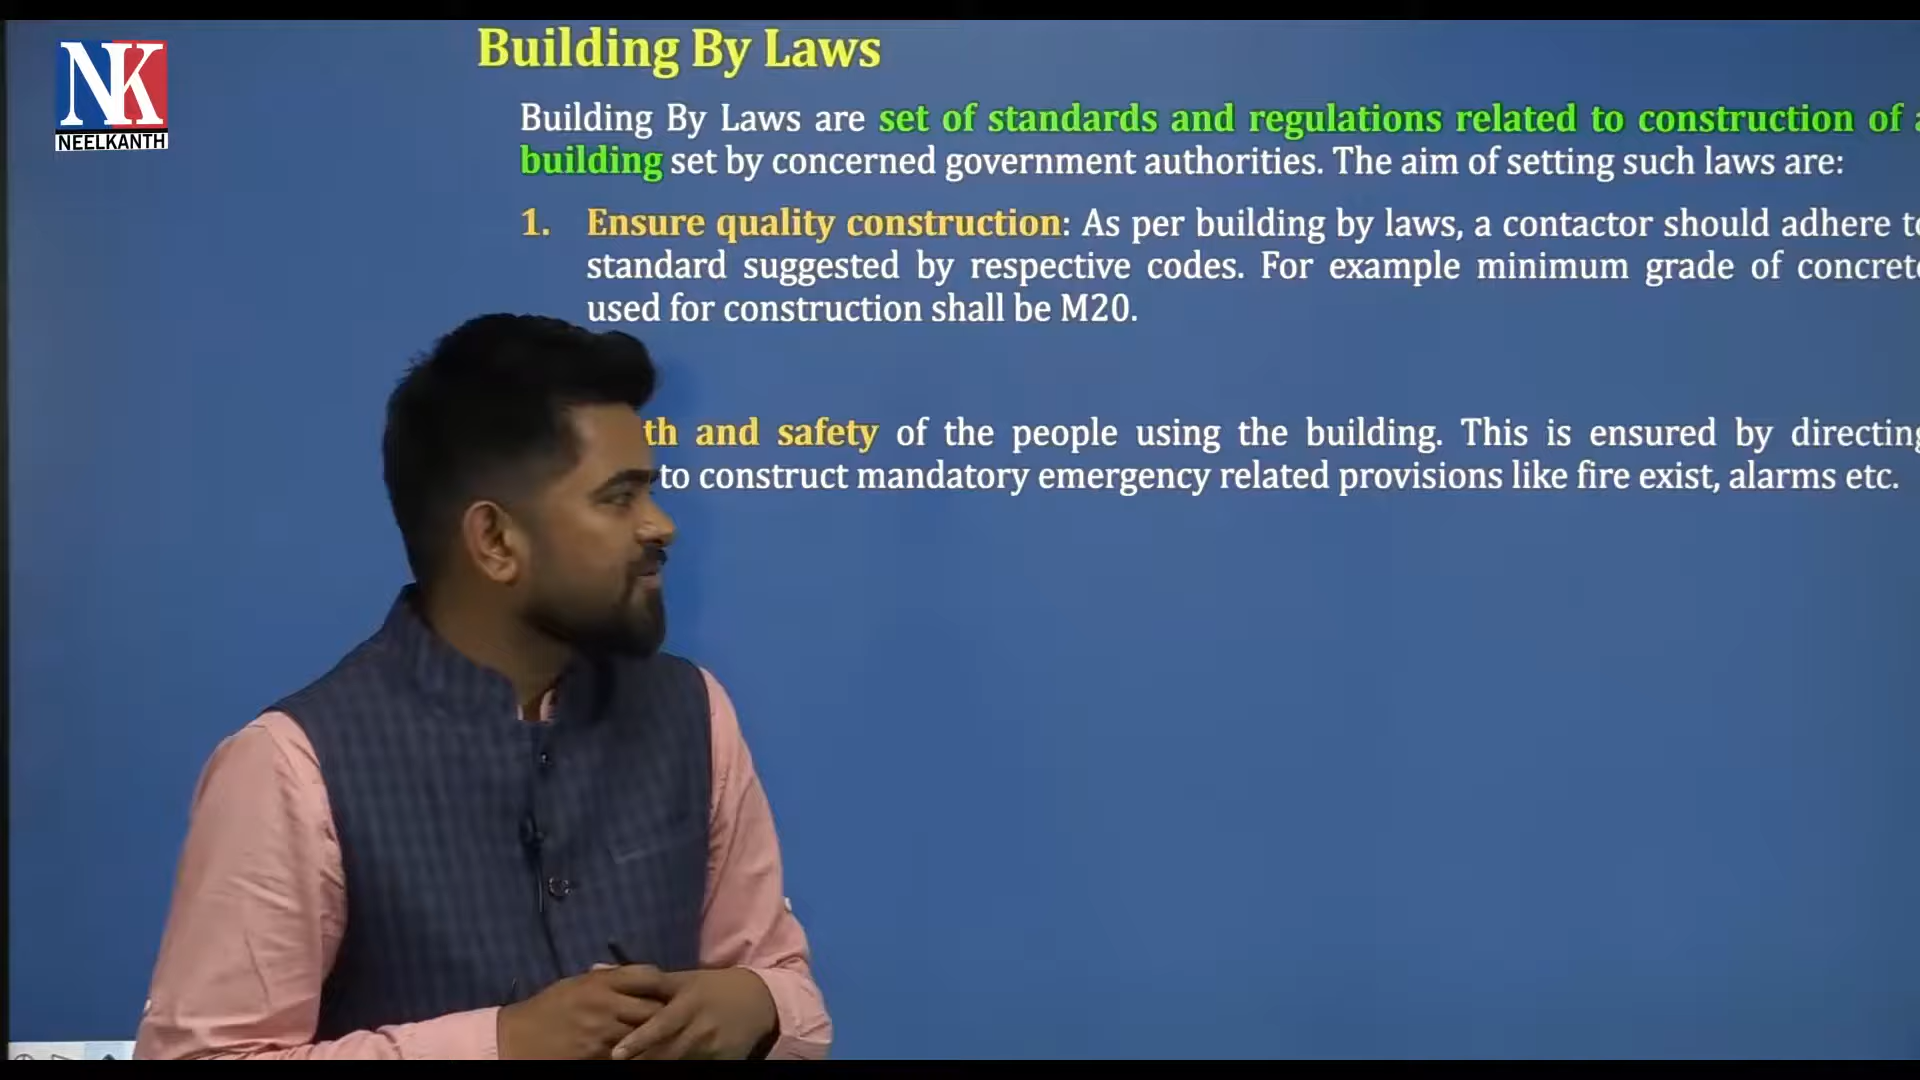 NK
NEELKANTH
Building By Laws
Building By Laws are set of standards and regulations related to construction of
building set by concerned government authorities. The aim of setting such laws are:
1. Ensure quality construction: As per building by laws, a contactor should adhere
standard suggested by respective codes. For example minimum grade of
used for construction shall be M20.
and safety of the people using the building. This is ensured by
to construct mandatory emergency related provisions like fire exist, alarms etc.